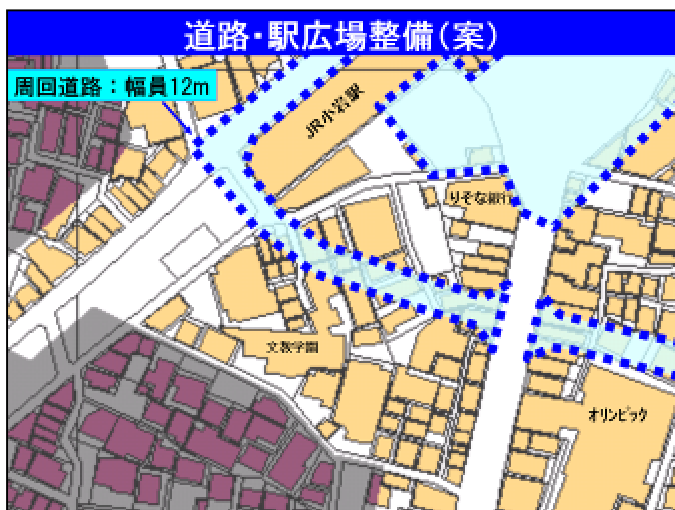 道路・駅広場整備(案)
周回道路：幅員12m
JR小岩駅
りそな銀行
文教学園
オリンピック